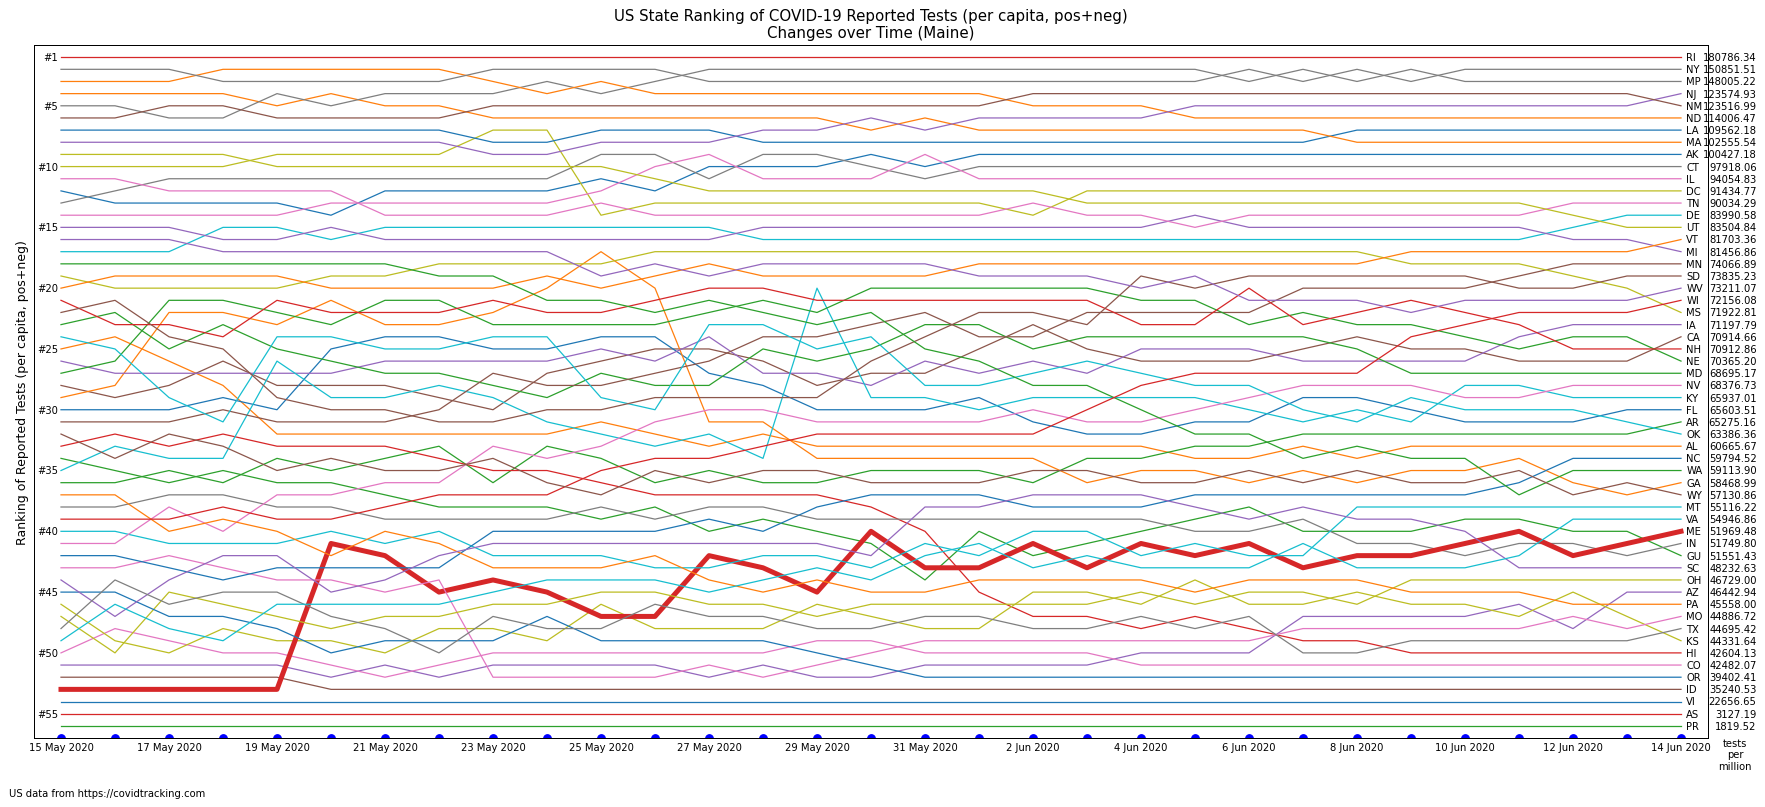 US State Ranking of COVID-19 Reported Tests (per capita, pos+neg)
Changes over Time (Maine)
Ranking of Reported Tests (per capita, pos+neg)
#1
#5
#10
#15
#20
#25
#30
#35
#40
#45
#50
#55
RI 180786.34
NY 150851.51
MP 148005.22
NJ 123574.93
NM 123516.99
ND 114006.47
LA 109562.18
MA 102555.54
AK 100427.18
CT 97918.06
IL 94054.83
DC 91434.77
TN 90034.29
DE 83990.58
UT 83504.84
VT 81703.36
MI 81456.86
MN 74066.89
SD 73835.23
WV 73211.07
WI 72156.08
MS 71922.81
IA 71197.79
CA 70914.66
NH 70912.86
NE 70365.20
MD 68695.17
NV 68376.73
KY 65937.01
FL 65603.51
AR 65275.16
OK 63386.36
AL 60665.67
NC 59794.52
WA 59113.90
GA 58468.99
WY 57130.86
MT 55116.22
VA 54946.86
ME 51969.48
IN 51749.80
GU 51551.43
SC 48232.63
OH 46729.00
AZ 46442.94
PA 45558.00
MO 44886.72
TX 44695.42
KS 44331.64
HI 42604.13
CO 42482.07
OR 39402.41
ID 35240.53
VI 22656.65
AS 3127.19
PR 1819.52
15 May 2020 17 May 2020 19 May 2020 21 May 2020 23 May 2020 25 May 2020 27 May 2020 29 May 2020 31 May 2020 2 Jun 2020 4 Jun 2020 6 Jun 2020 8 Jun 2020 10 Jun 2020 12 Jun 2020 14 Jun 2020
tests
per
million
US data from https://covidtracking.com